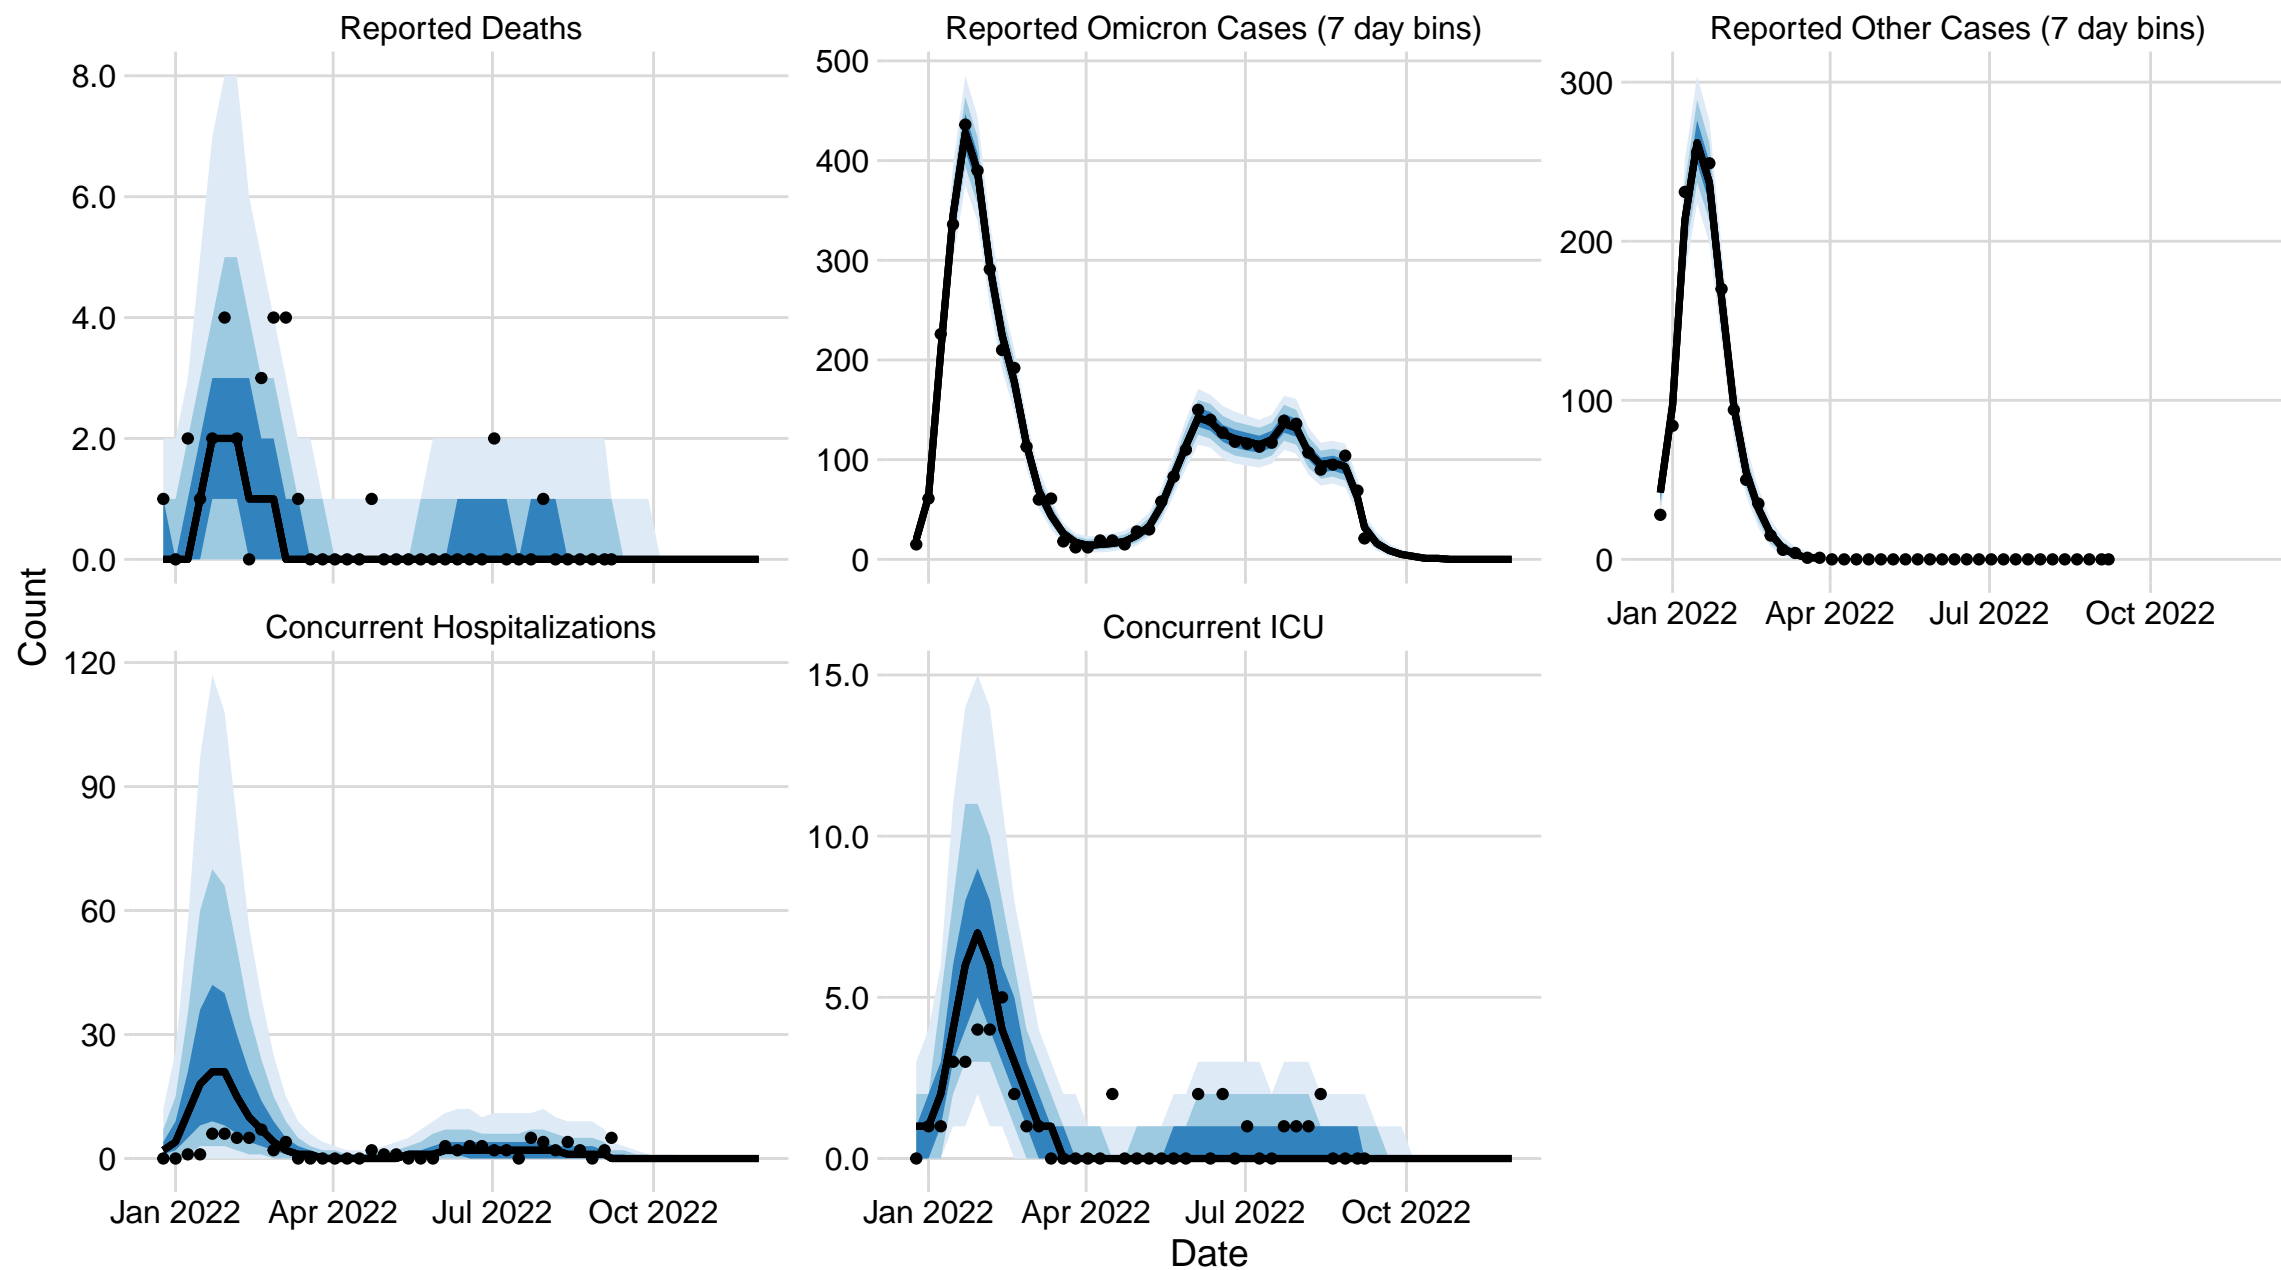 Reported Deaths
Reported Omicron Cases (7 day bins)
Reported Other Cases (7 day bins)
8.0
6.0
4.0
2.0
0.0
500
400
300
200
100
0
300
200
100
0
Jan 2022 Apr 2022 Jul 2022 Oct 2022
Count
Concurrent Hospitalizations
Concurrent ICU
120
90
60
30
0
15.0
10.0
5.0
0.0
Jan 2022 Apr 2022 Jul 2022 Oct 2022
Jan 2022 Apr 2022 Jul 2022 Oct 2022
Date